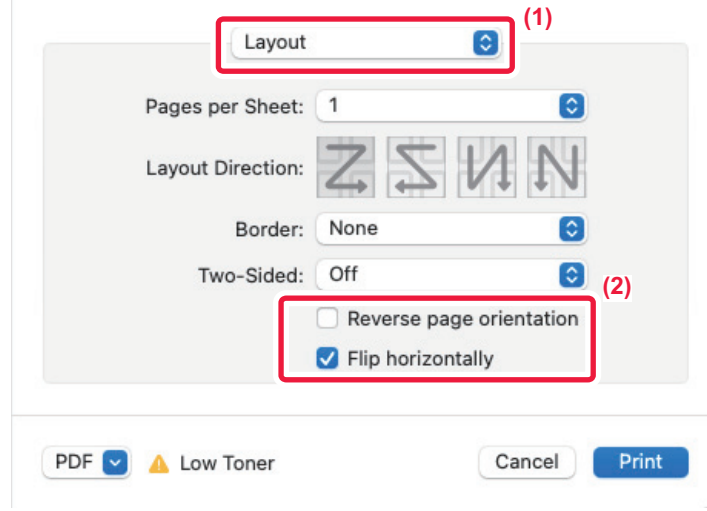 (1)
Layout
Pages per Sheet: 1
Layout Direction:
Border: None
Two-Sided: Off
(2)
Reverse page orientation
Flip horizontally
PDF Low Toner Cancel Print